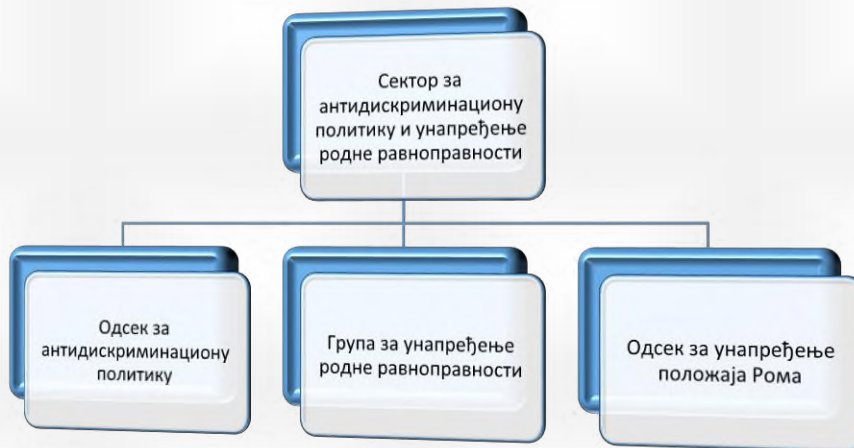 Сектор за
антидискриминациону
политику и унапређење
родне равноправности
Одсек за
антидискриминациону
политику
Група за унапређење
родне равноправности
Одсек за унапређење
положаја Рома